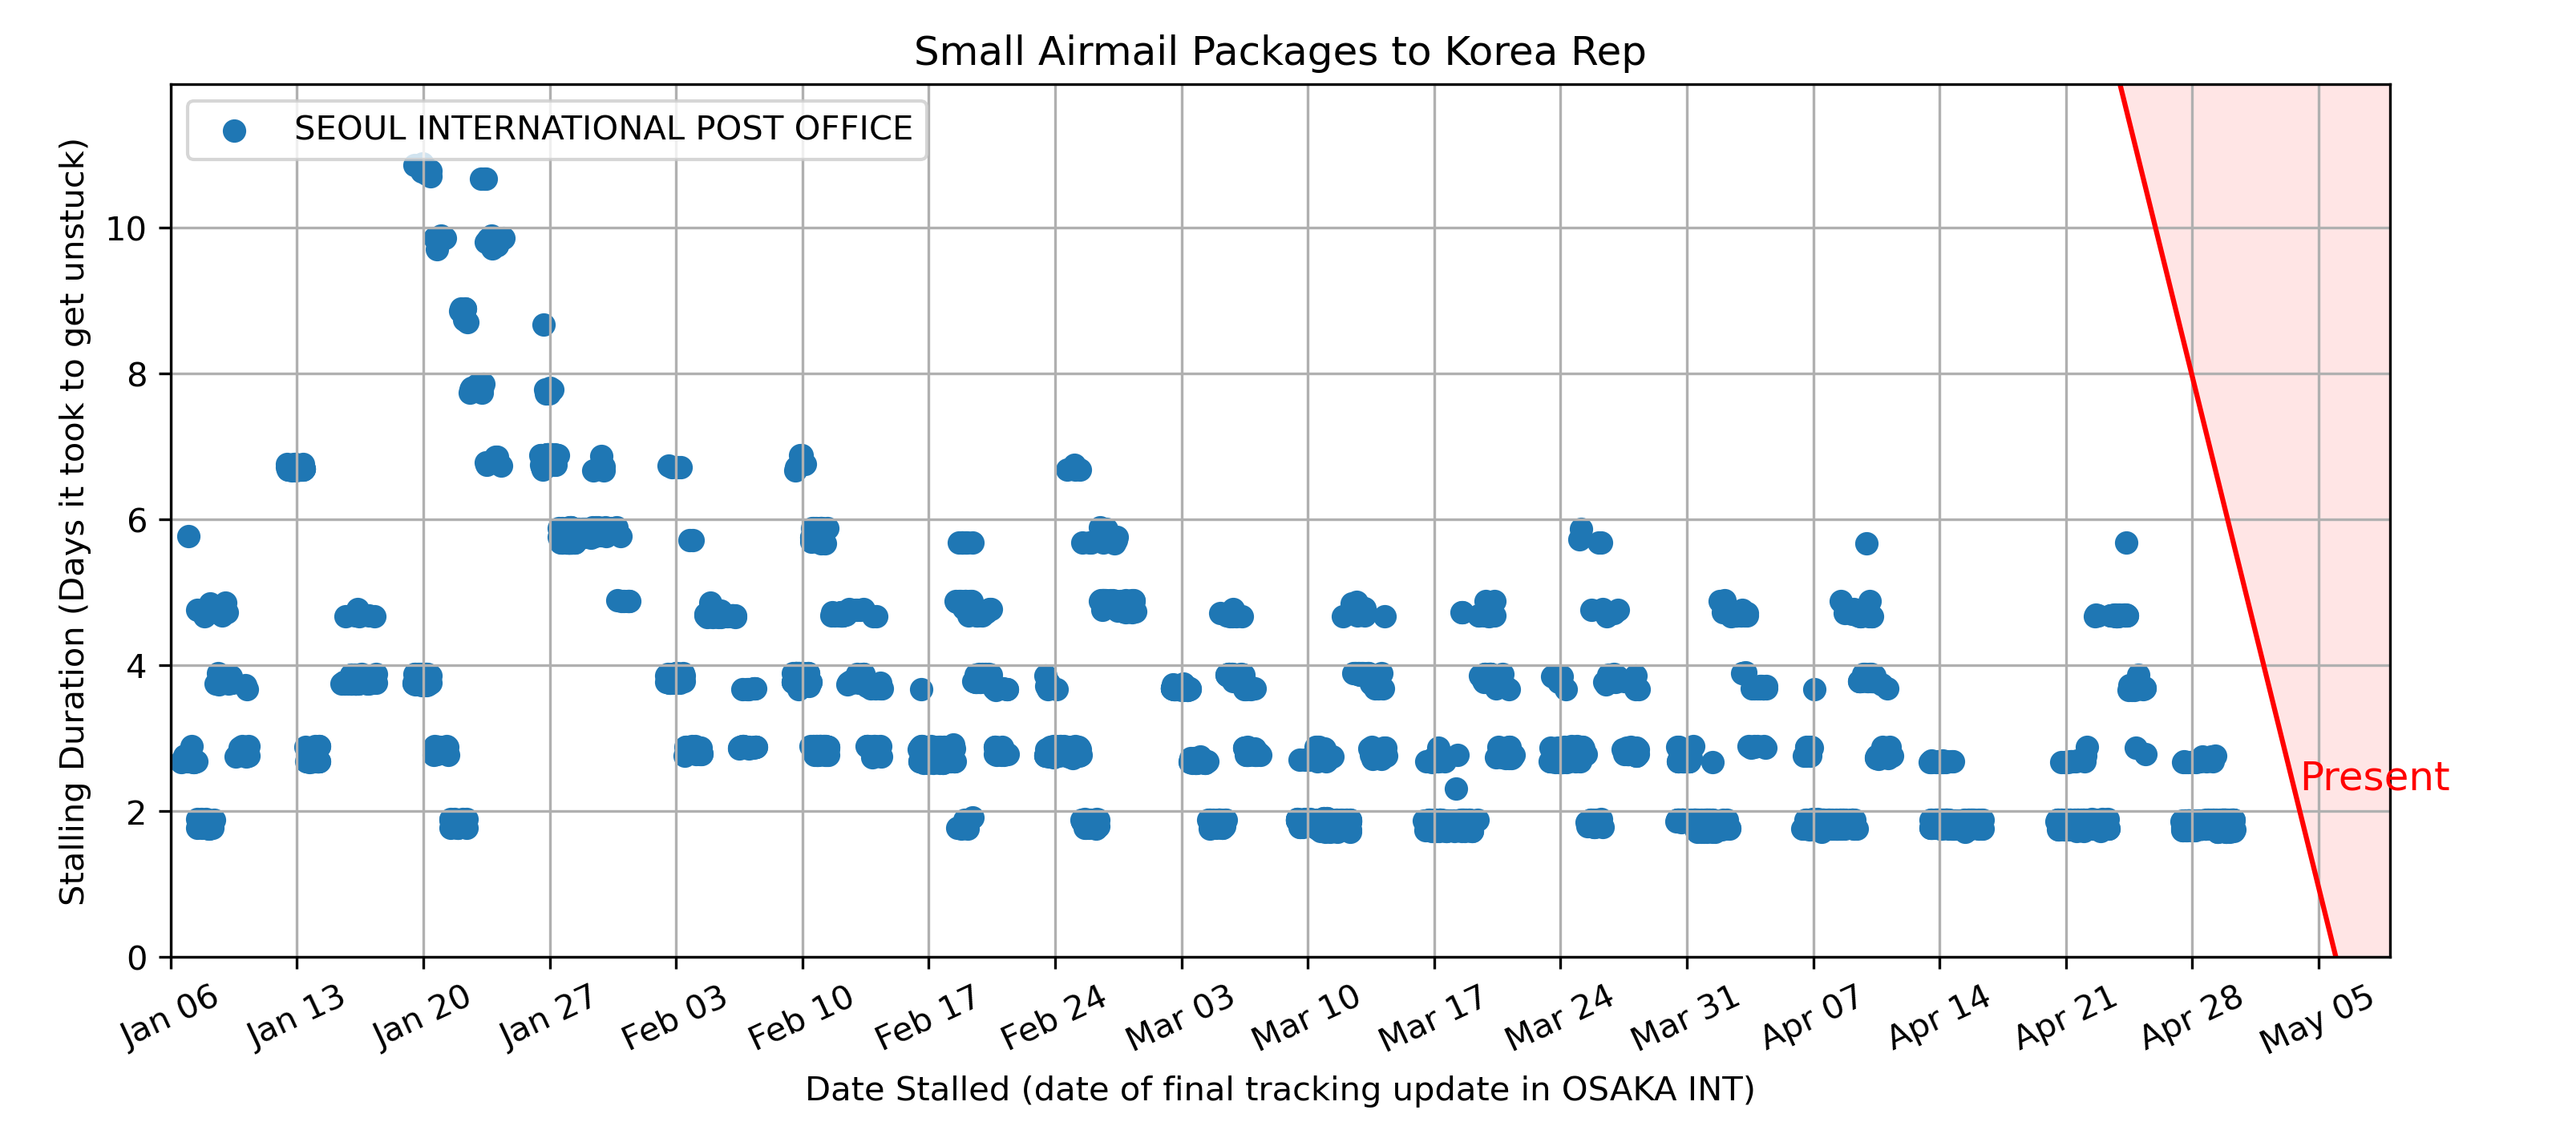 Small Airmail Packages to Korea Rep
SEOUL INTERNATIONAL POST OFFICE
Stalling Duration (Days it took to get unstuck)
10
8
6
4
2
0
Present
Jan 06
Jan 13
Jan 20
Jan 27
Feb 03
Feb 10
Feb 17
Feb 24
Mar 03
Mar 10
Mar 17
Mar 24
Mar 31
Apr 07
Apr 14
Apr 21
Apr 28
May 05
Date Stalled (date of final tracking update in OSAKA INT)